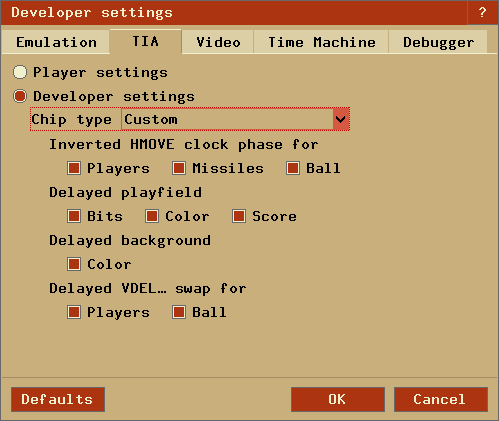 Developer settings ?
Emulation TIA Video Time Machine Debugger
Player settings
Developer settings
Chip type Custom
Inverted HMOVE clock phase for
Players Missiles Ball
Delayed playfield
Bits Color Score
Delayed background
Color
Delayed VDEL… swap for
Players Ball
Defaults OK Cancel